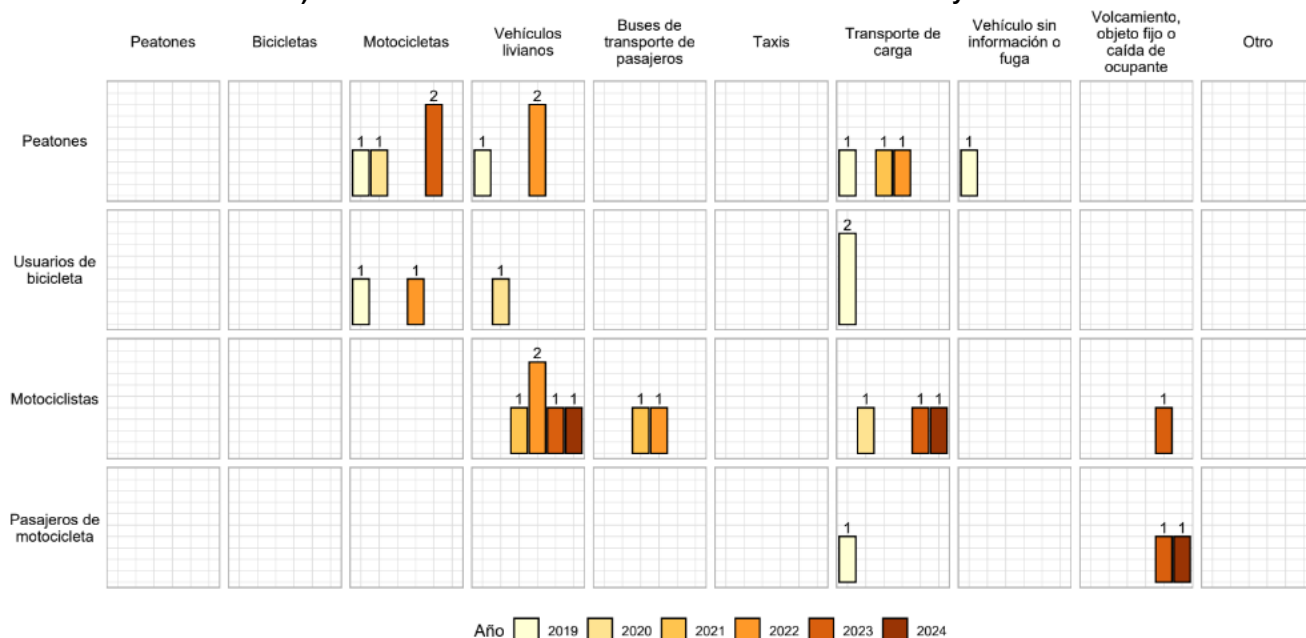 Peatones Bicicletas Motocicletas Vehículos livianos Buses de transporte de pasajeros Taxis Transporte de carga Vehículo sin información o fuga Volcamiento, objeto fijo o caída de ocupante Otro
Peatones
1 1 2 1 2 1 1 1 1
Usuarios de bicicleta
1 1 1 2
Motociclistas
1 2 1 1 1 1 1 1 1 1
Pasajeros de motocicleta
1 1 1
Año 2019 2020 2021 2022 2023 2024